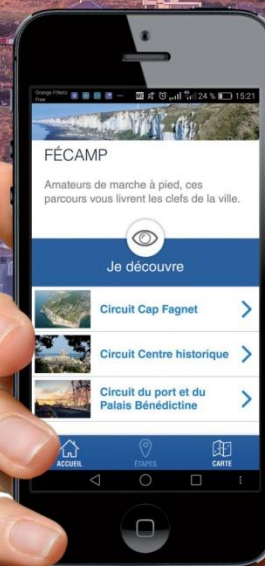 Orange F/Netz
Free
24 % 15:21
FÉCAMP
Amateurs de marche à pied, ces
parcours vous livrent les clefs de la ville.
Je découvre
Circuit Cap Fagnet
Circuit Centre historique
Circuit du port et du
Palais Bénédictine
ACCUEIL ÉTAPES CARTE